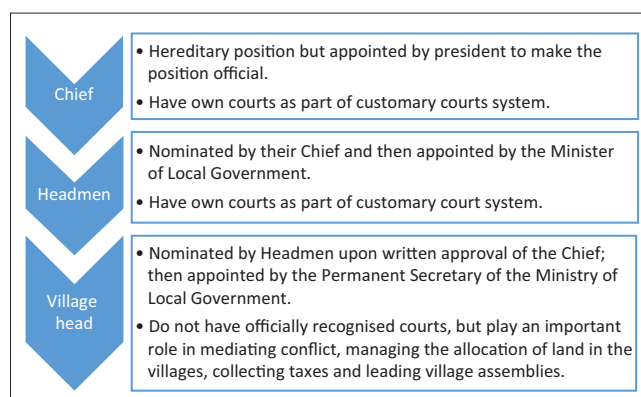 Chief
• Hereditary position but appointed by president to make the
position official.
• Have own courts as part of customary courts system.
Headmen
• Nominated by their Chief and then appointed by the Minister
of Local Government.
• Have own courts as part of customary court system.
Village
head
• Nominated by Headmen upon written approval of the Chief;
then appointed by the Permanent Secretary of the Ministry of
Local Government.
• Do not have officially recognised courts, but play an important
role in mediating conflict, managing the allocation of land in the
villages, collecting taxes and leading village assemblies.